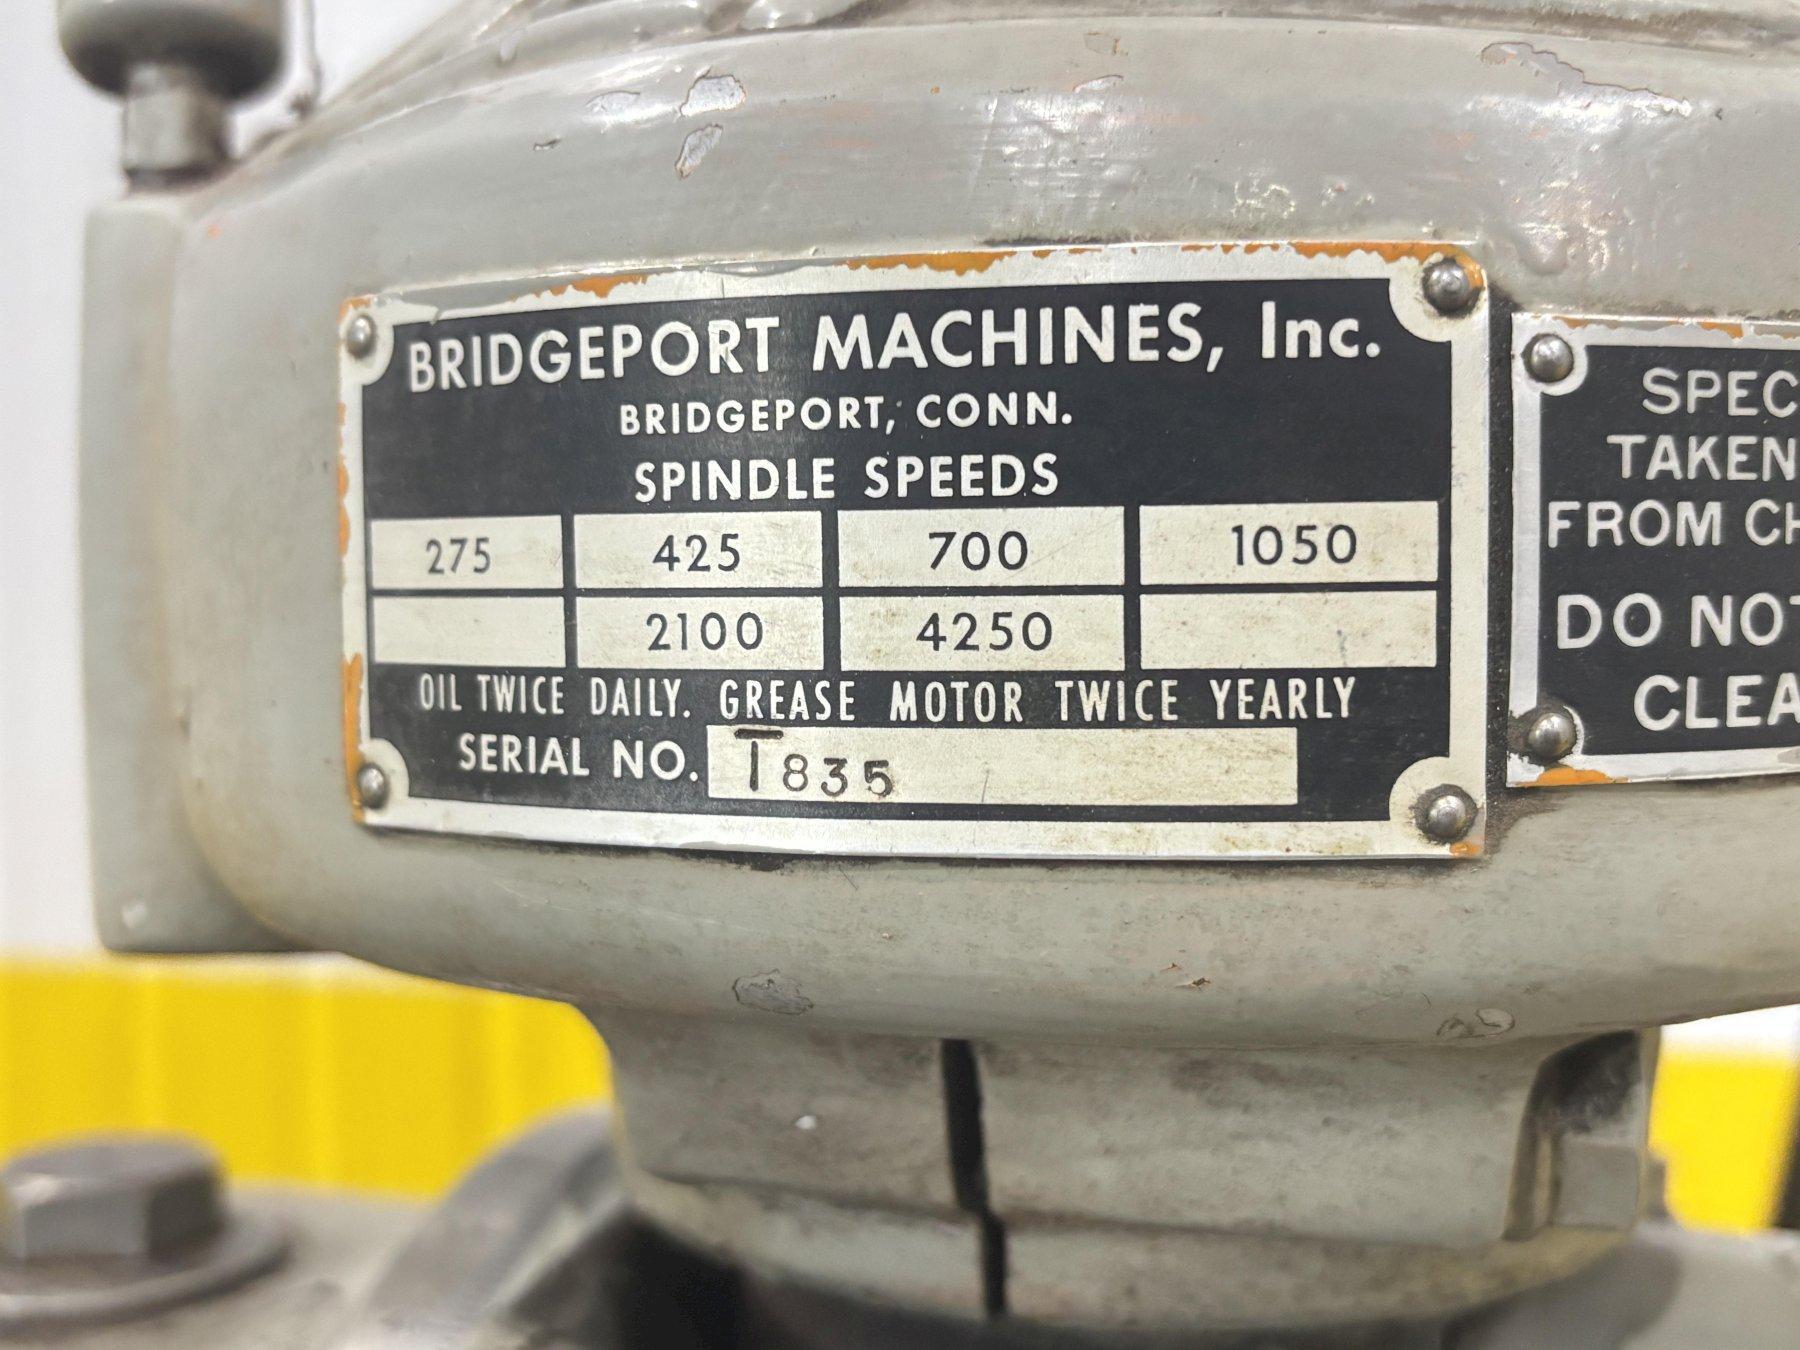 BRIDGEPORT MACHINES, Inc.
BRIDGEPORT, CONN.
SPINDLE SPEEDS
275 425 700 1050
2100 4250
OIL TWICE DAILY. GREASE MOTOR TWICE YEARLY
SERIAL NO. T835
SPEC
TAKEN
FROM CH
DO NOT
CLEA